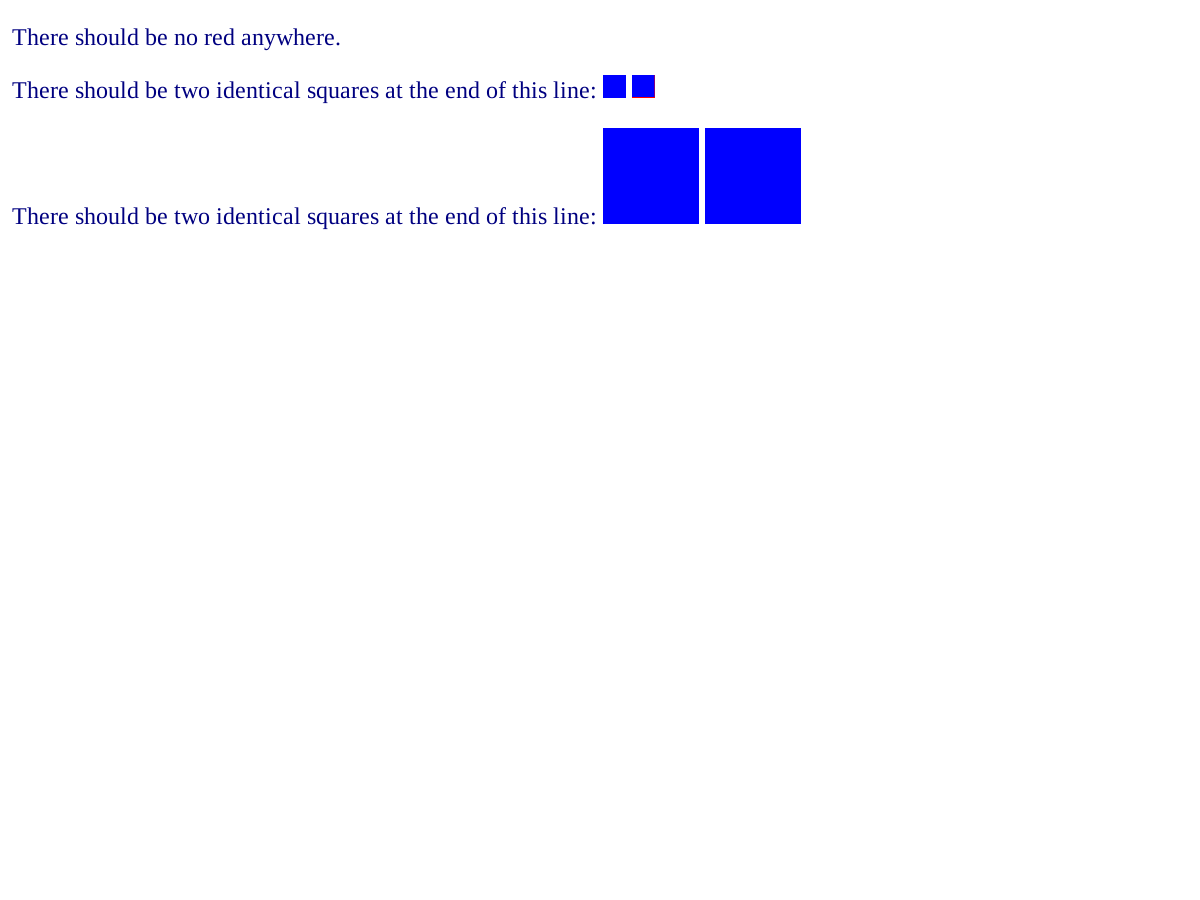 There should be no red anywhere.
There should be two identical squares at the end of this line:
There should be two identical squares at the end of this line: